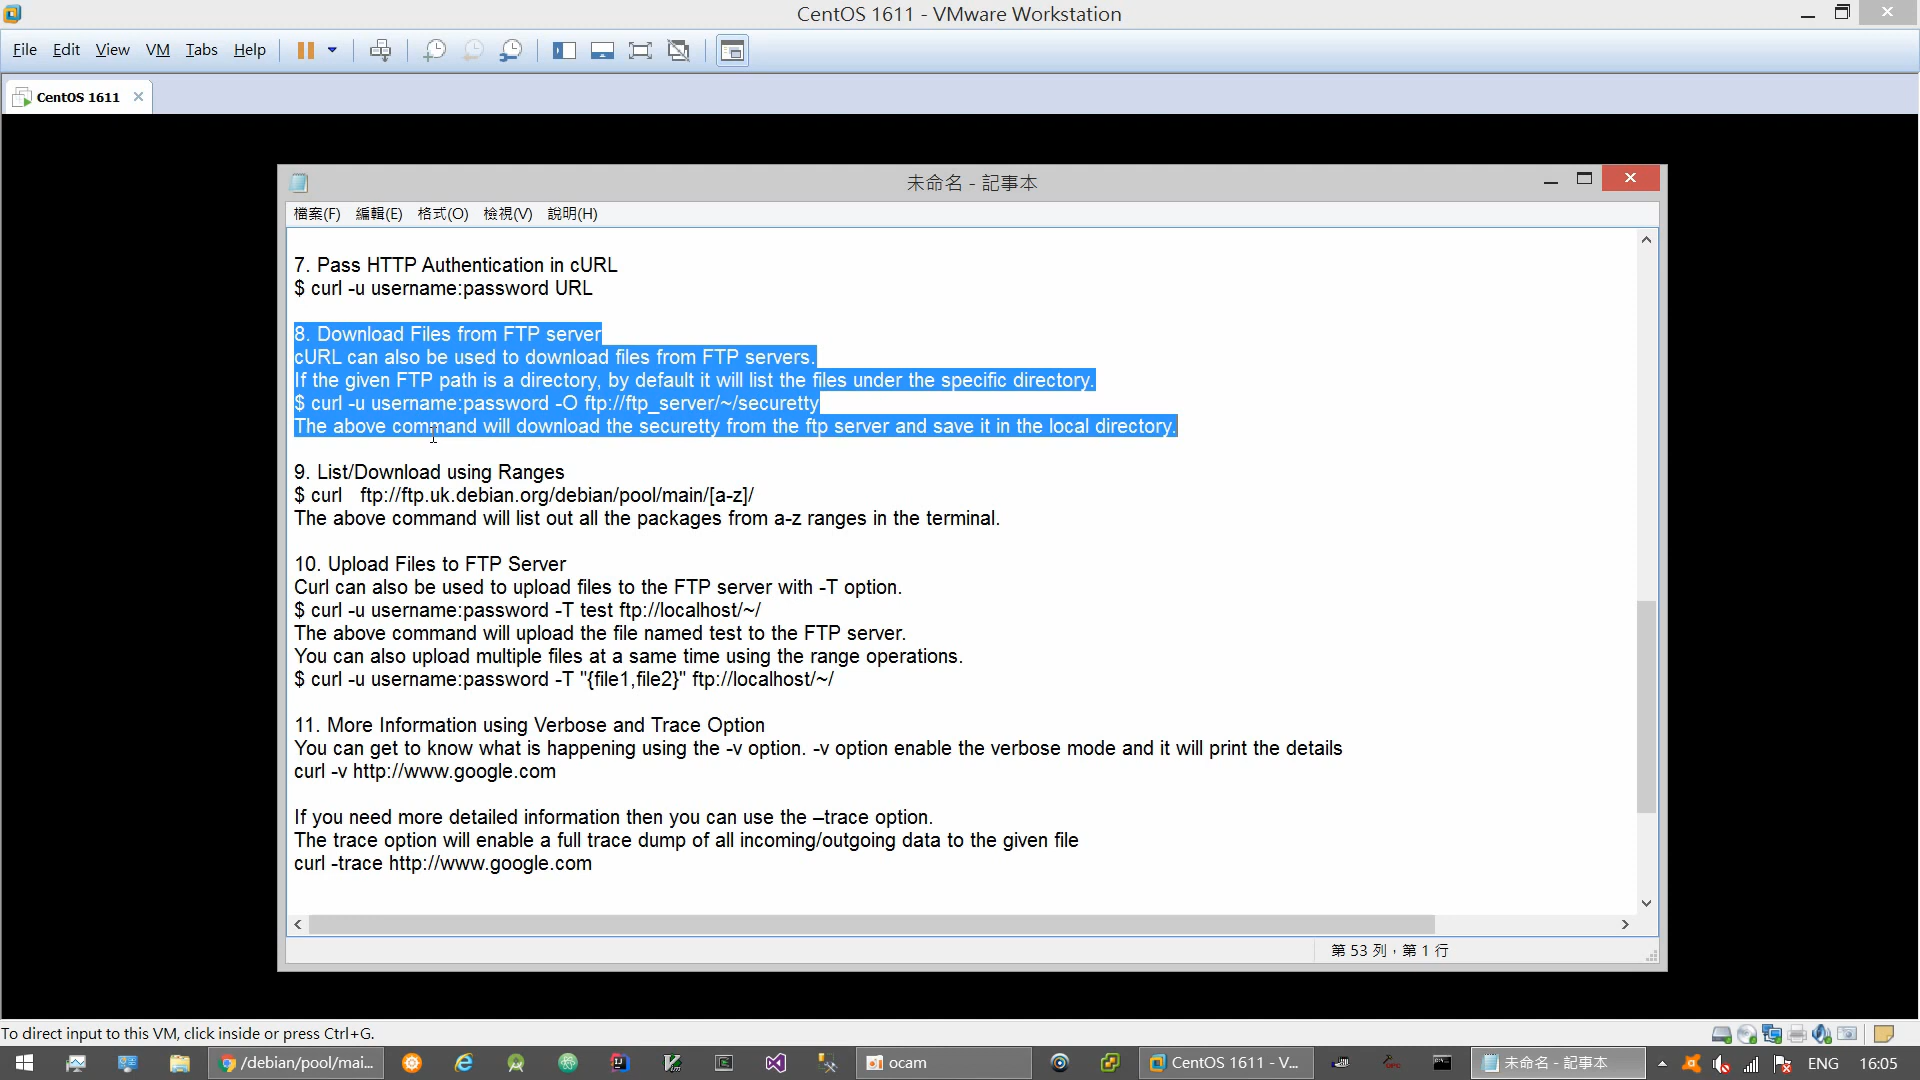 CentOS 1611 - VMware Workstation
File Edit View VM Tabs Help
CentOS 1611
未命名 - 記事本
檔案(F) 編輯(E) 格式(O) 檢視(V) 說明(H)
7. Pass HTTP Authentication in cURL
$ curl -u username:password URL
8. Download Files from FTP server
cURL can also be used to download files from FTP servers.
If the given FTP path is a directory, by default it will list the files under the specific directory.
$ curl -u username:password -O ftp://ftp_server/~/securetty
The above command will download the securetty from the ftp server and save it in the local directory.
9. List/Download using Ranges
$ curl   ftp://ftp.uk.debian.org/debian/pool/main/[a-z]/
The above command will list out all the packages from a-z ranges in the terminal.
10. Upload Files to FTP Server
Curl can also be used to upload files to the FTP server with -T option.
$ curl -u username:password -T test ftp://localhost/~/
The above command will upload the file named test to the FTP server.
You can also upload multiple files at a same time using the range operations.
$ curl -u username:password -T "{file1,file2}" ftp://localhost/~/
11. More Information using Verbose and Trace Option
You can get to know what is happening using the -v option. -v option enable the verbose mode and it will print the details
curl -v http://www.google.com
If you need more detailed information then you can use the –trace option.
The trace option will enable a full trace dump of all incoming/outgoing data to the given file
curl -trace http://www.google.com
第 53 列，第 1 行
To direct input to this VM, click inside or press Ctrl+G.
/debian/pool/mai... ocam CentOS 1611 - V... 未命名 - 記事本 ENG 16:05